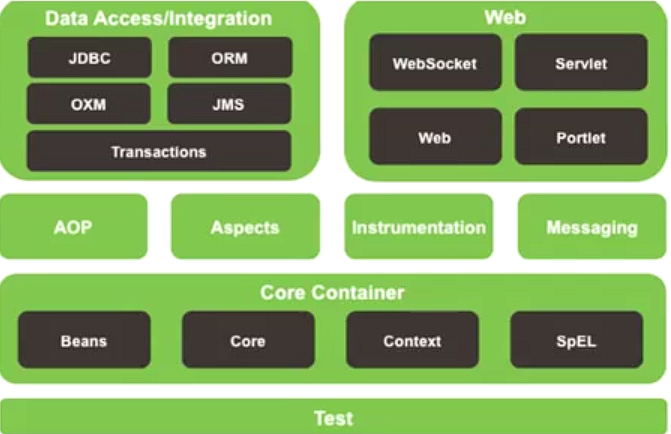 Data Access/Integration
JDBC
ORM
OXM
JMS
Transactions
Web
WebSocket
Servlet
Web
Portlet
AOP
Aspects
Instrumentation
Messaging
Core Container
Beans
Core
Context
SpEL
Test